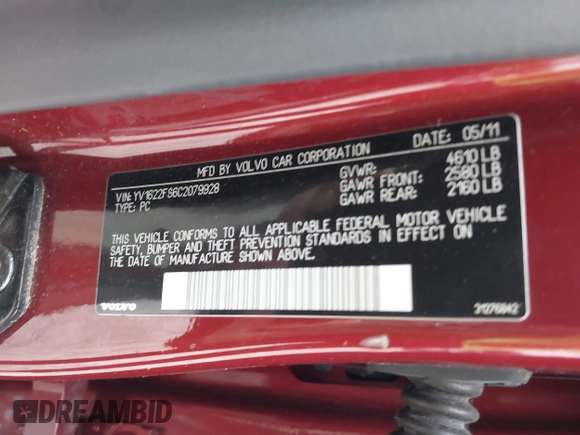 MFD BY VOLVO CAR CORPORATION DATE: 05/11
VIN: YV1622FS6C2079928 GVWR: 4610 LB
TYPE: PC GAWR FRONT: 2580 LB
GAWR REAR: 2160 LB
THIS VEHICLE CONFORMS TO ALL APPLICABLE FEDERAL MOTOR VEHICLE
SAFETY, BUMPER AND THEFT PREVENTION STANDARDS IN EFFECT ON
THE DATE OF MANUFACTURE SHOWN ABOVE.
VOLVO 31276842
DREAMBID